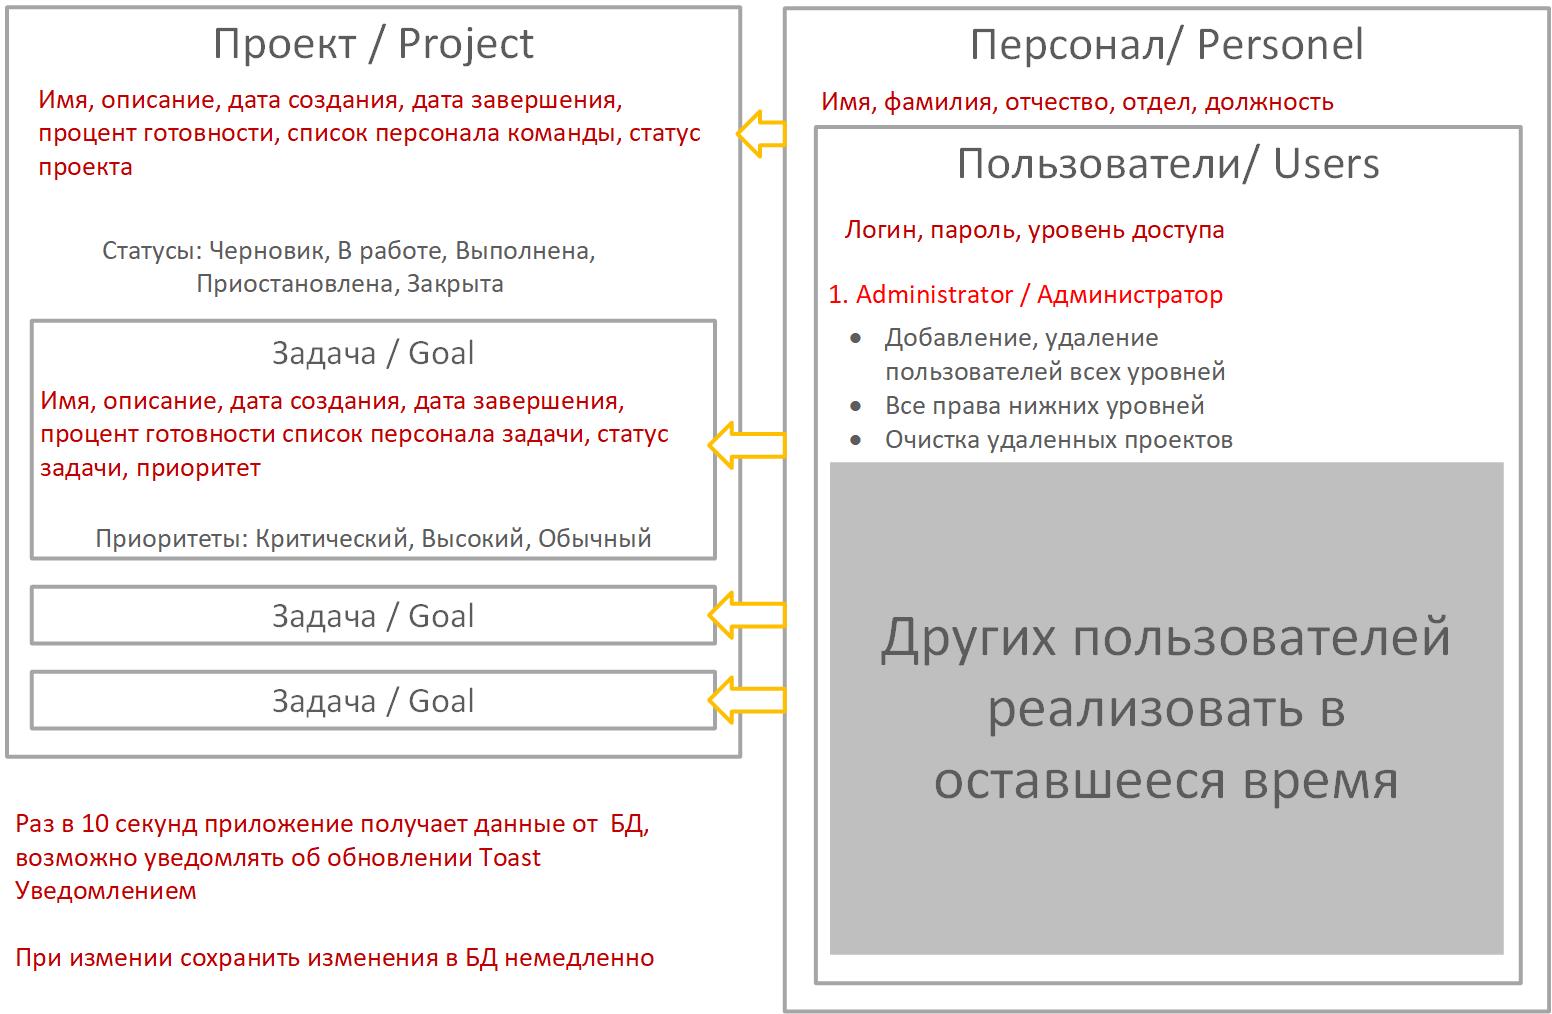 Проект / Project
Имя, описание, дата создания, дата завершения,
процент готовности, список персонала команды, статус
проекта
Статусы: Черновик, В работе, Выполнена,
Приостановлена, Закрыта
Задача / Goal
Имя, описание, дата создания, дата завершения,
процент готовности список персонала задачи, статус
задачи, приоритет
Приоритеты: Критический, Высокий, Обычный
Задача / Goal
Задача / Goal
Раз в 10 секунд приложение получает данные от  БД,
возможно уведомлять об обновлении Toast
Уведомлением
При измении сохранить изменения в БД немедленно
Персонал/ Personel
Имя, фамилия, отчество, отдел, должность
Пользователи/ Users
Логин, пароль, уровень доступа
1. Administrator / Администратор
• Добавление, удаление
пользователей всех уровней
• Все права нижних уровней
• Очистка удаленных проектов
Других пользователей
реализовать в
оставшееся время